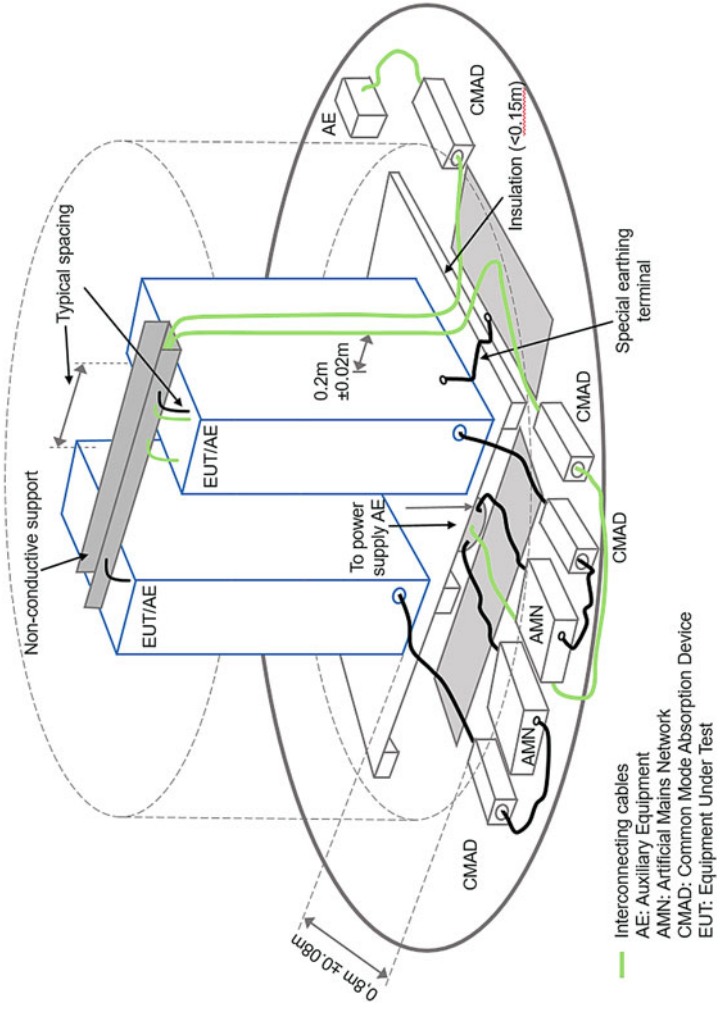 Non-conductive support
Typical spacing
AE
CMAD
EUT/AE
EUT/AE
0.2m
±0.02m
Insulation (<0.15m)
To power
supply AE
Special earthing
terminal
CMAD
CMAD
AMN
AMN
CMAD
0.8m ±0.08m
Interconnecting cables
AE: Auxiliary Equipment
AMN: Artificial Mains Network
CMAD: Common Mode Absorption Device
EUT: Equipment Under Test